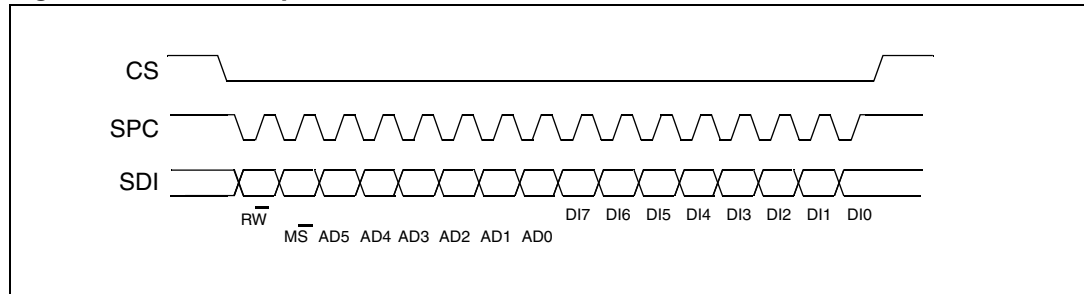 CS
SPC
SDI
RW̅ DI7 DI6 DI5 DI4 DI3 DI2 DI1 DI0
MS̅ AD5 AD4 AD3 AD2 AD1 AD0